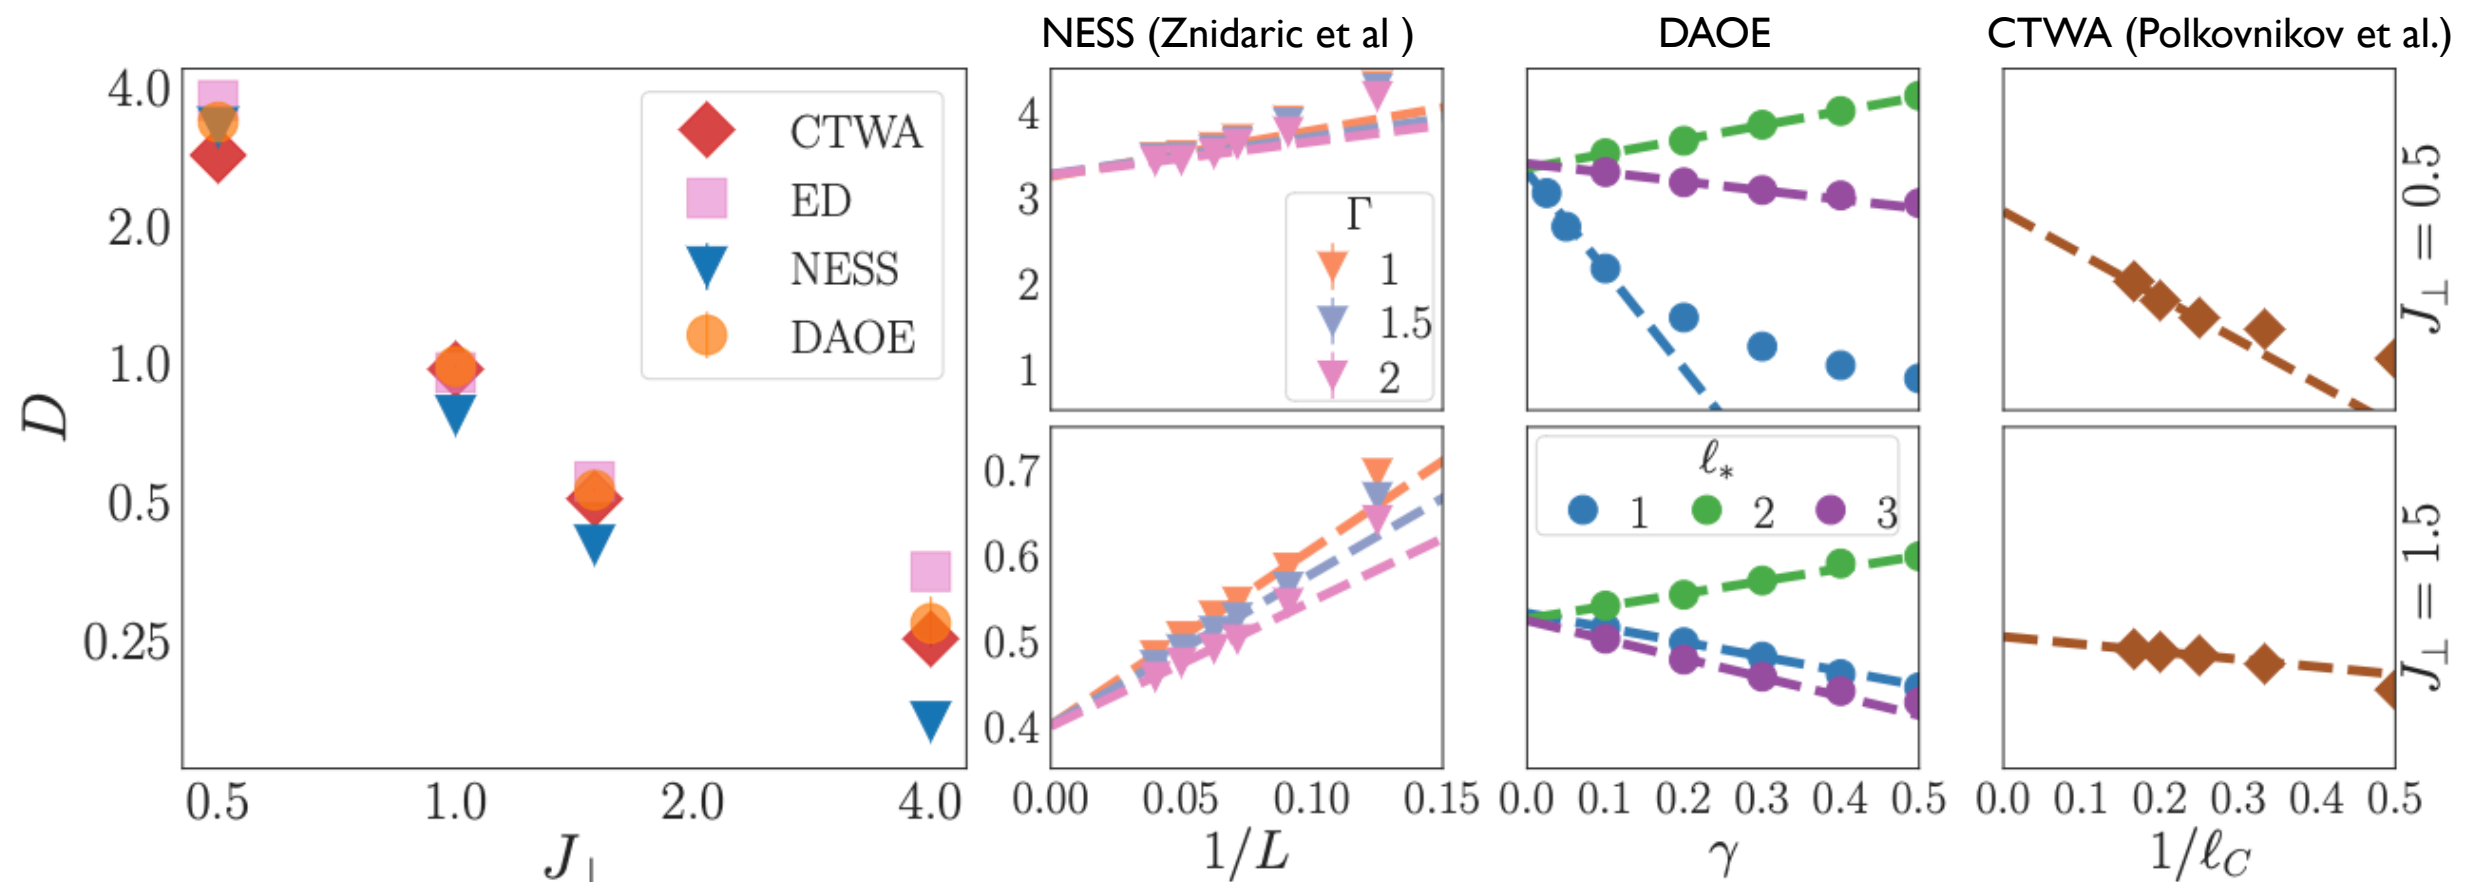 NESS (Znidaric et al )
DAOE
CTWA (Polkovnikov et al.)
D
4.0
2.0
1.0
0.5
0.25
CTWA
ED
NESS
DAOE
0.5 1.0 2.0 4.0
J⊥
4
3
2
1
Γ
1
1.5
2
J⊥ = 0.5
0.7
0.6
0.5
0.4
ℓ*
1 2 3
J⊥ = 1.5
0.00 0.05 0.10 0.15
1/L
0.0 0.1 0.2 0.3 0.4 0.5
γ
0.0 0.1 0.2 0.3 0.4 0.5
1/ℓC